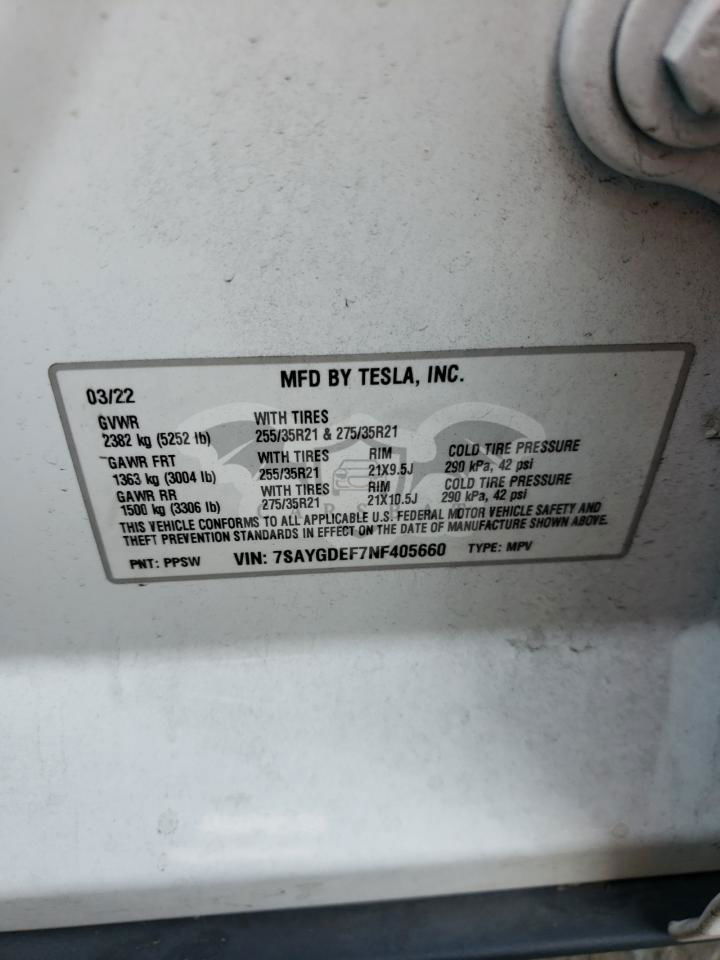 MFD BY TESLA, INC.
03/22
GVWR WITH TIRES
2382 kg (5252 lb) 255/35R21 & 275/35R21
GAWR FRT WITH TIRES RIM COLD TIRE PRESSURE
1363 kg (3004 lb) 255/35R21 21X9.5J 290 kPa, 42 psi
GAWR RR WITH TIRES RIM COLD TIRE PRESSURE
1500 kg (3306 lb) 275/35R21 21X10.5J 290 kPa, 42 psi
THIS VEHICLE CONFORMS TO ALL APPLICABLE U.S. FEDERAL MOTOR VEHICLE SAFETY AND
THEFT PREVENTION STANDARDS IN EFFECT ON THE DATE OF MANUFACTURE SHOWN ABOVE.
PNT: PPSW VIN: 7SAYGDEF7NF405660 TYPE: MPV